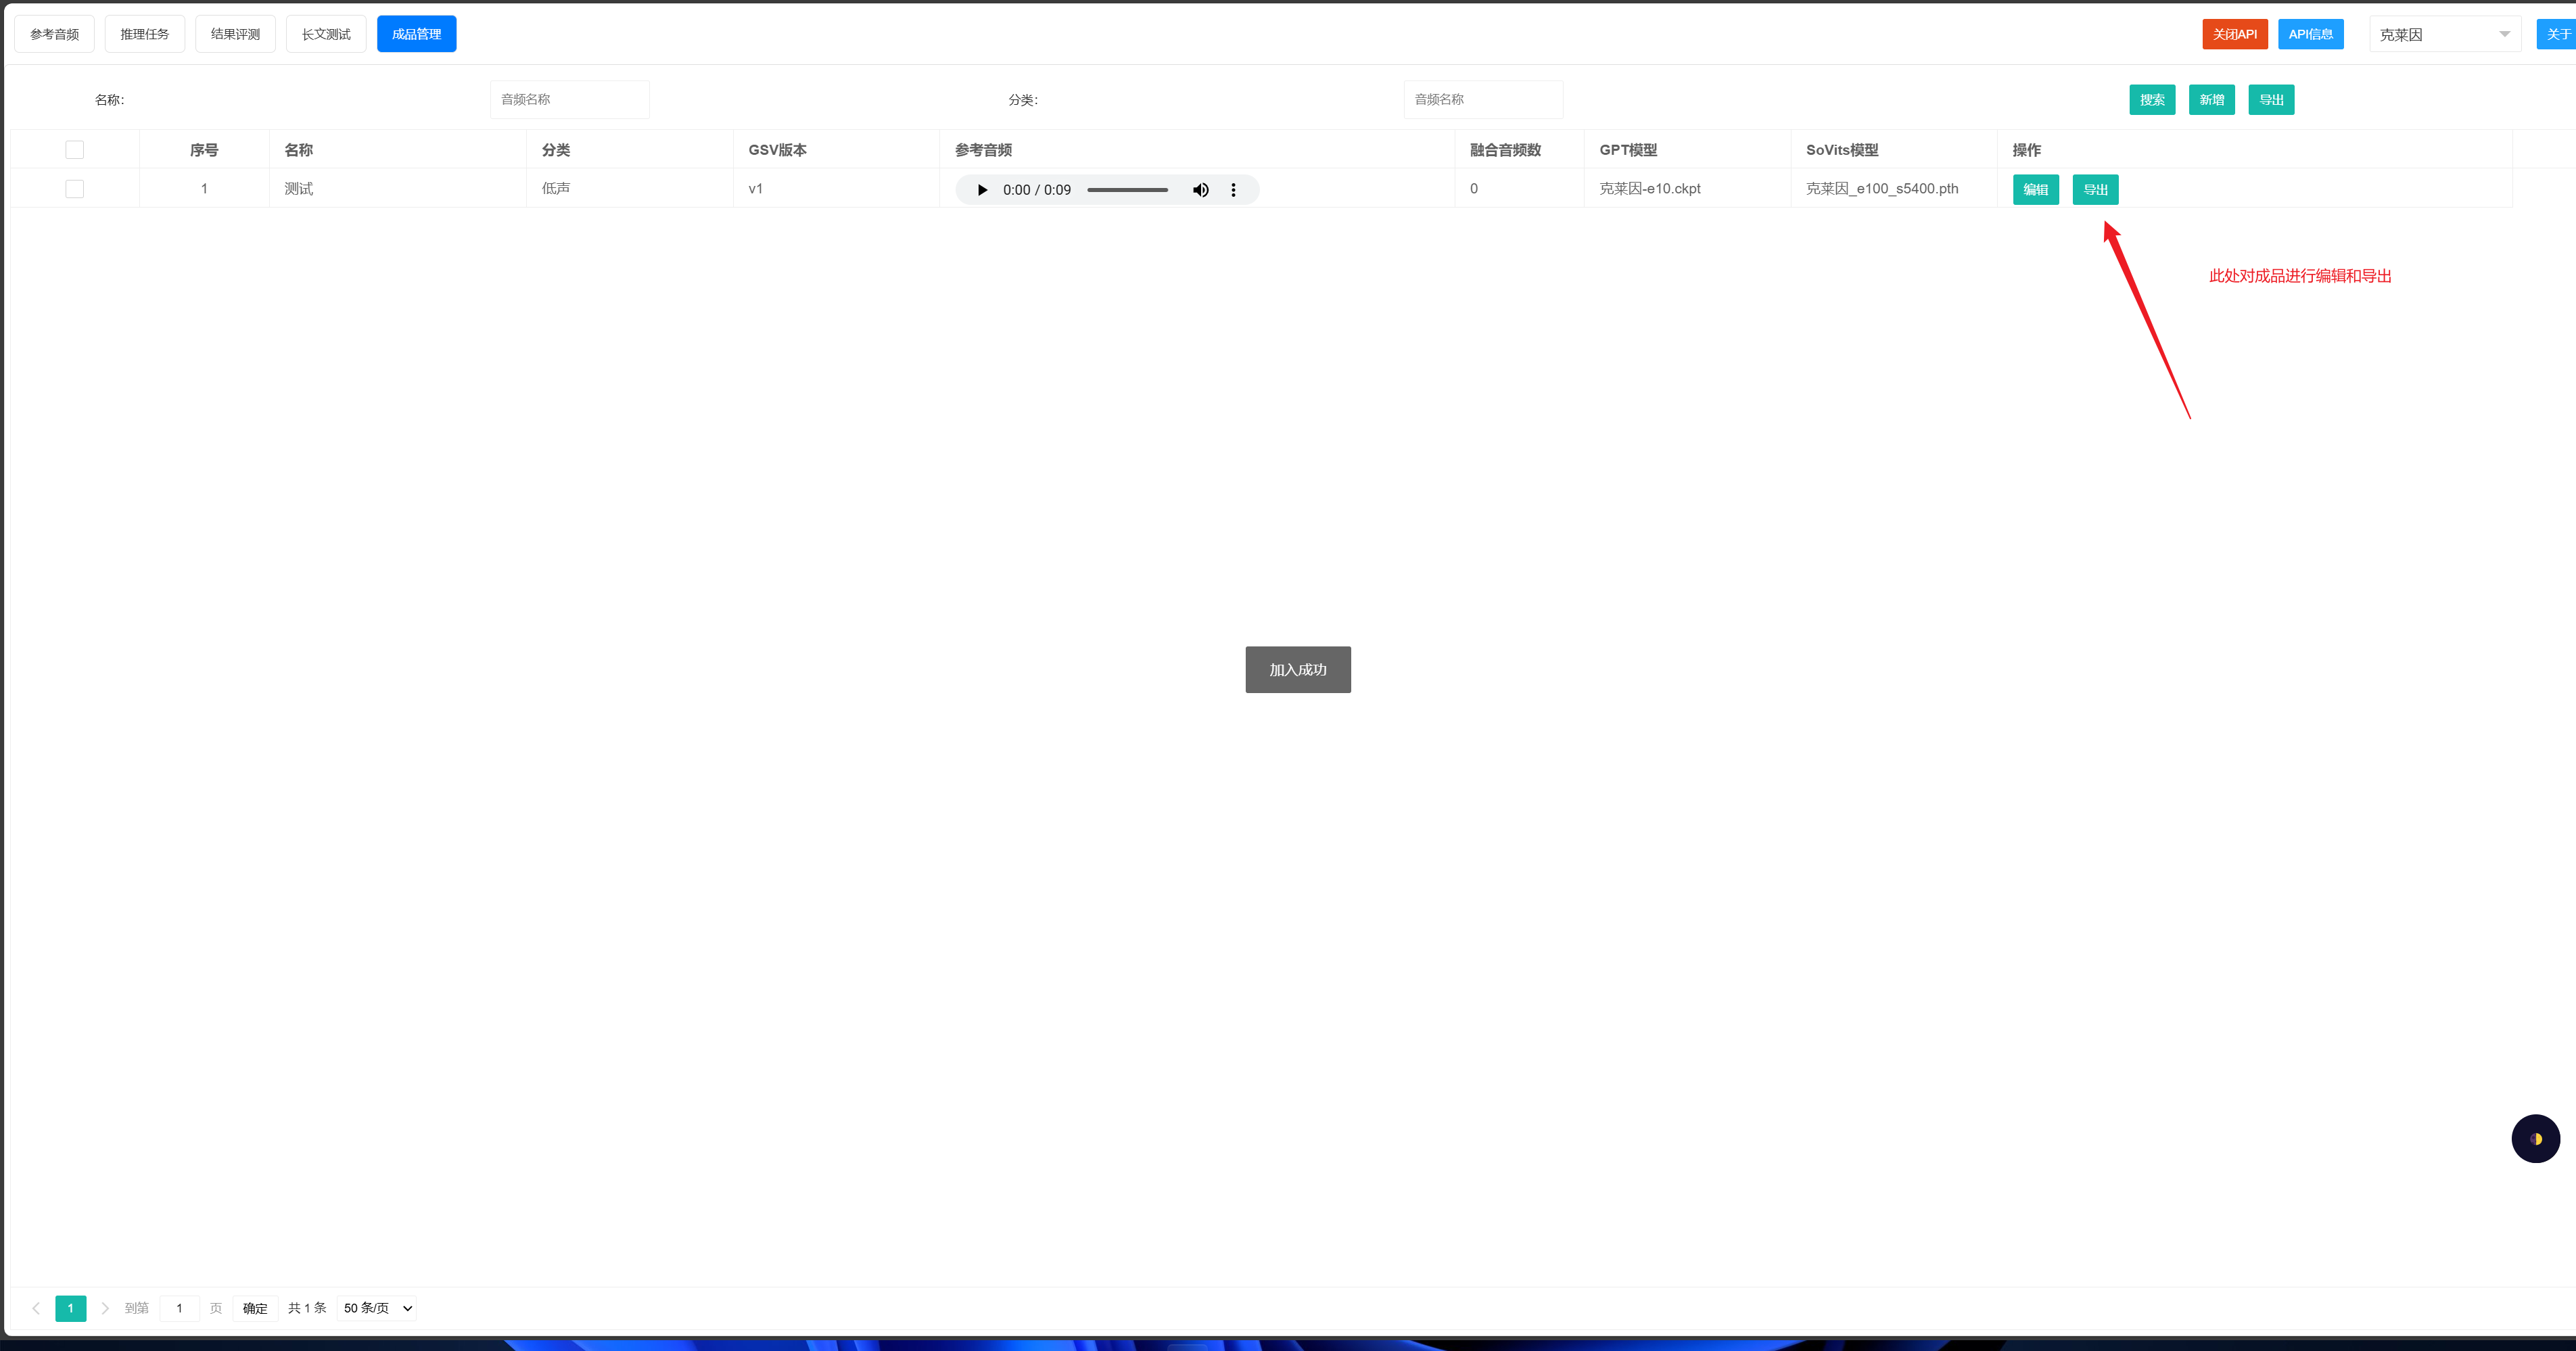 参考音频 推理任务 结果评测 长文测试 成品管理 关闭API API信息 克莱因 关于
名称: 音频名称 分类: 音频名称 搜索 新增 导出
序号 名称 分类 GSV版本 参考音频 融合音频数 GPT模型 SoVits模型 操作
1 测试 低声 v1 0:00 / 0:09 0 克莱因-e10.ckpt 克莱因_e100_s5400.pth 编辑 导出
此处对成品进行编辑和导出
加入成功
1 到第 1 页 确定 共 1 条 50 条/页